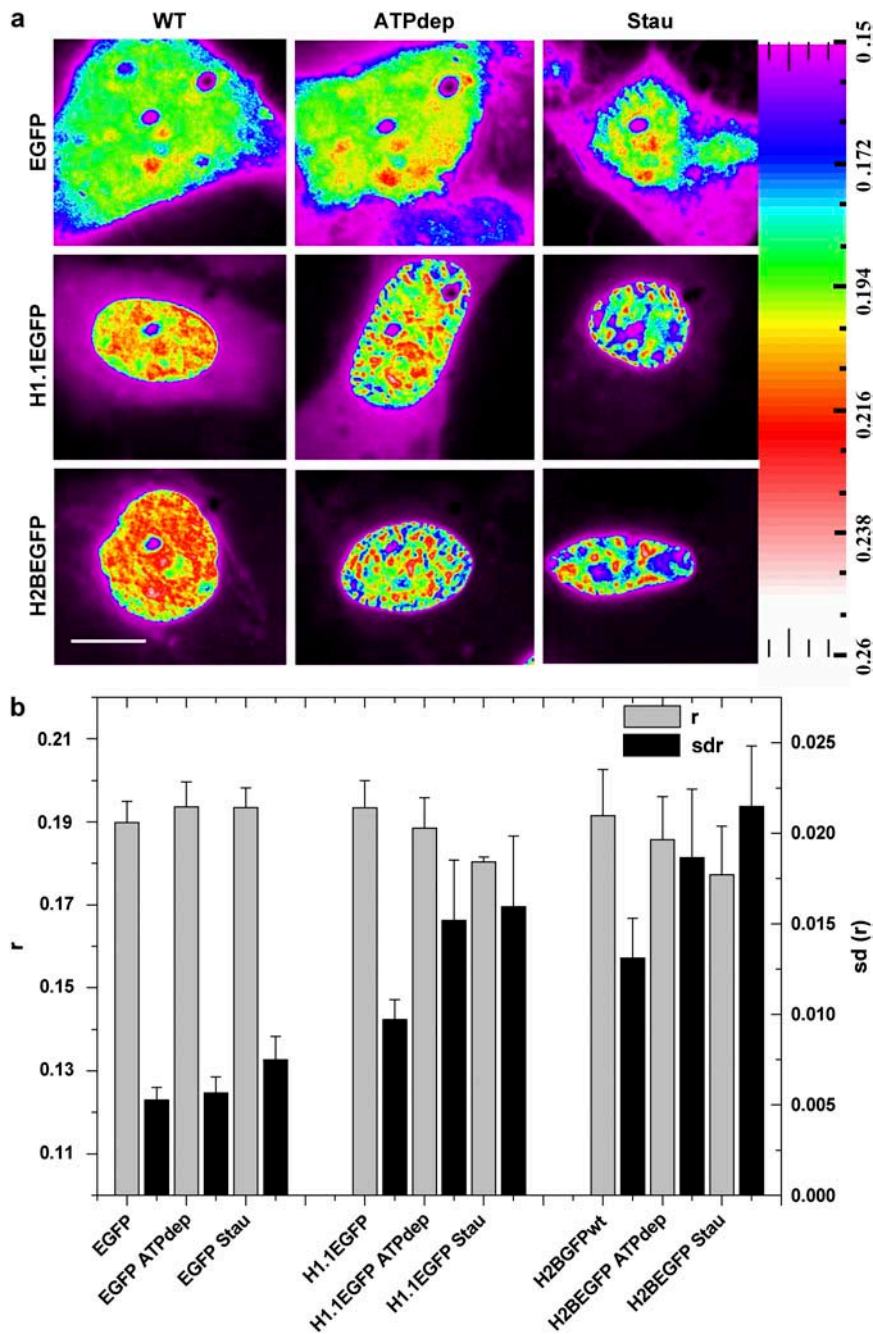 a
WT
ATPdep
Stau
EGFP
H1.1EGFP
H2BEGFP
0.15
0.172
0.194
0.216
0.238
0.26
b
r
sdr
0.21
0.19
0.17
0.15
0.13
0.11
r
0.025
0.020
0.015
0.010
0.005
0.000
sd (r)
EGFP
EGFP ATPdep
EGFP Stau
H1.1EGFP
H1.1EGFP ATPdep
H1.1EGFP Stau
H2BGFPwt
H2BEGFP ATPdep
H2BEGFP Stau